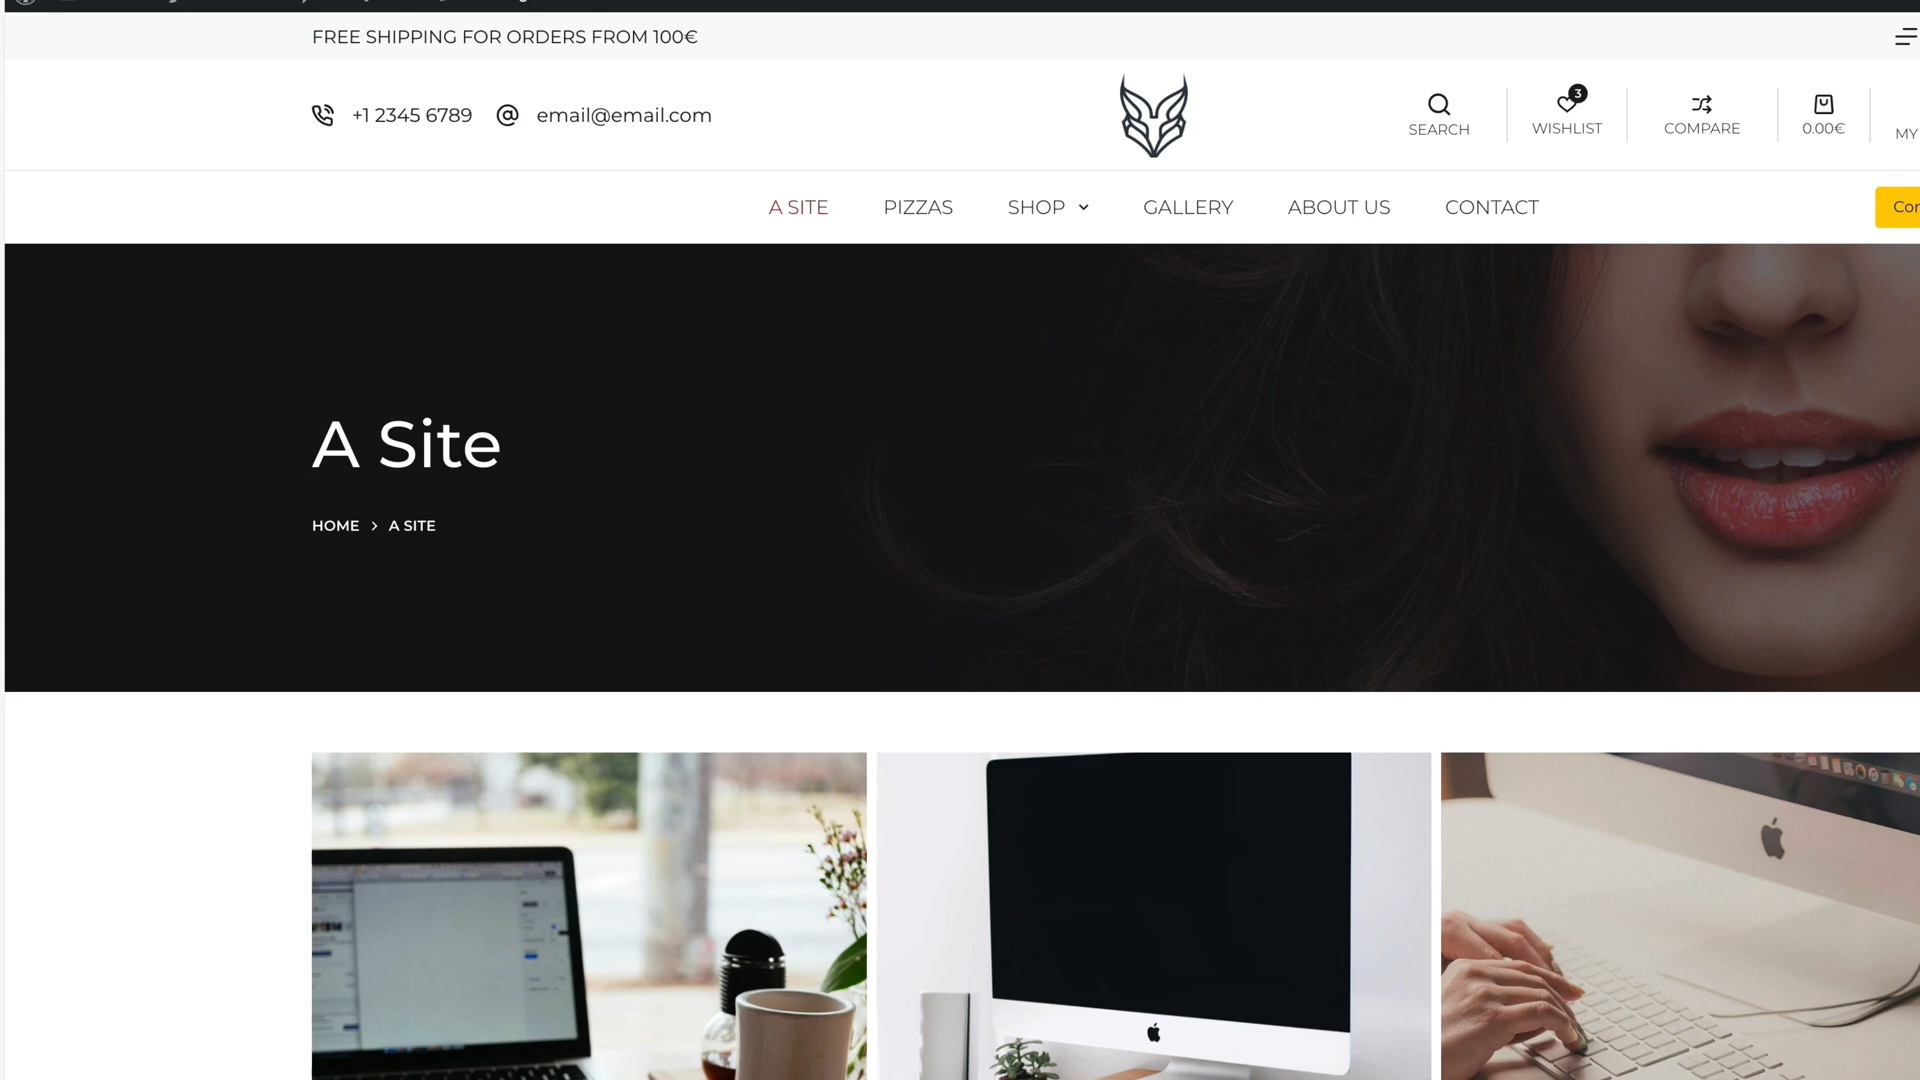 FREE SHIPPING FOR ORDERS FROM 100€
+1 2345 6789 email@email.com
SEARCH
3
WISHLIST
COMPARE
0.00€
MY
A SITE PIZZAS SHOP GALLERY ABOUT US CONTACT
A Site
HOME > A SITE